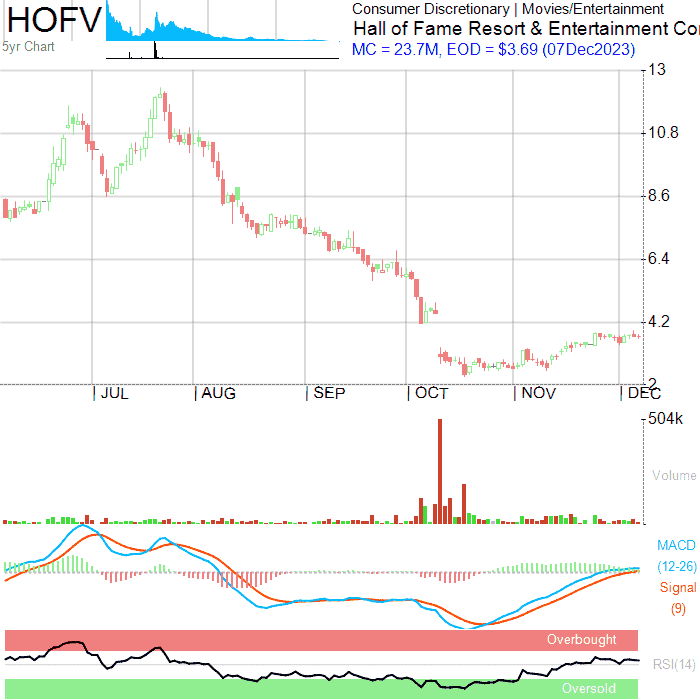 HOFV
5yr Chart
Consumer Discretionary | Movies/Entertainment
Hall of Fame Resort & Entertainment Co
MC = 23.7M, EOD = $3.69 (07Dec2023)
13
10.8
8.6
6.4
4.2
2
JUL AUG SEP OCT NOV DEC
504k
Volume
MACD
(12-26)
Signal
(9)
Overbought
RSI(14)
Oversold